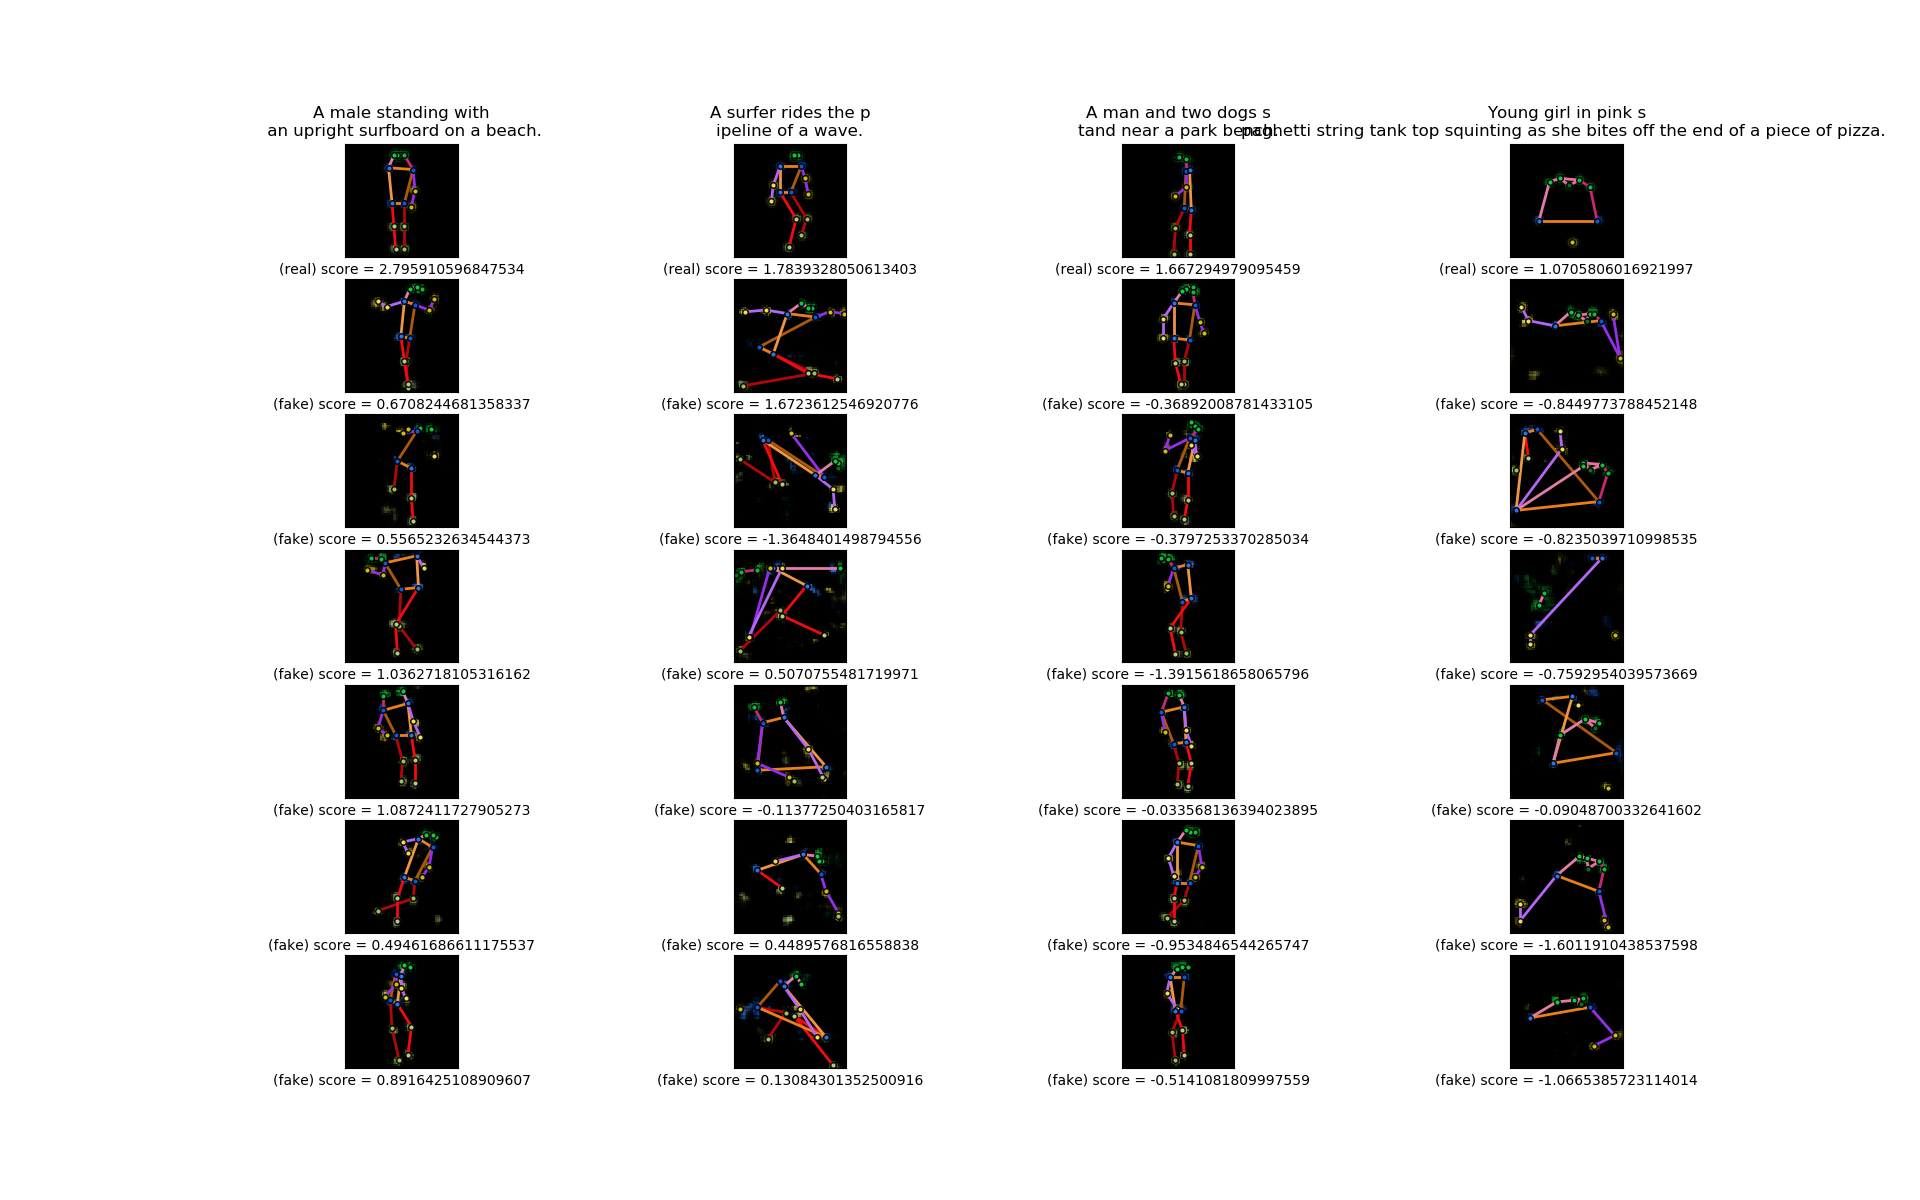 A male standing with
an upright surfboard on a beach.
A surfer rides the p
ipeline of a wave.
A man and two dogs s
tand near a park bench.
Young girl in pink s
paghetti string tank top squinting as she bites off the end of a piece of pizza.
(real) score = 2.795910596847534
(real) score = 1.7839328050613403
(real) score = 1.667294979095459
(real) score = 1.0705806016921997
(fake) score = 0.6708244681358337
(fake) score = 1.6723612546920776
(fake) score = -0.36892008781433105
(fake) score = -0.8449773788452148
(fake) score = 0.5565232634544373
(fake) score = -1.3648401498794556
(fake) score = -0.3797253370285034
(fake) score = -0.8235039710998535
(fake) score = 1.0362718105316162
(fake) score = 0.5070755481719971
(fake) score = -1.3915618658065796
(fake) score = -0.7592954039573669
(fake) score = 1.0872411727905273
(fake) score = -0.11377250403165817
(fake) score = -0.033568136394023895
(fake) score = -0.09048700332641602
(fake) score = 0.49461686611175537
(fake) score = 0.4489576816558838
(fake) score = -0.9534846544265747
(fake) score = -1.6011910438537598
(fake) score = 0.8916425108909607
(fake) score = 0.13084301352500916
(fake) score = -0.5141081809997559
(fake) score = -1.0665385723114014